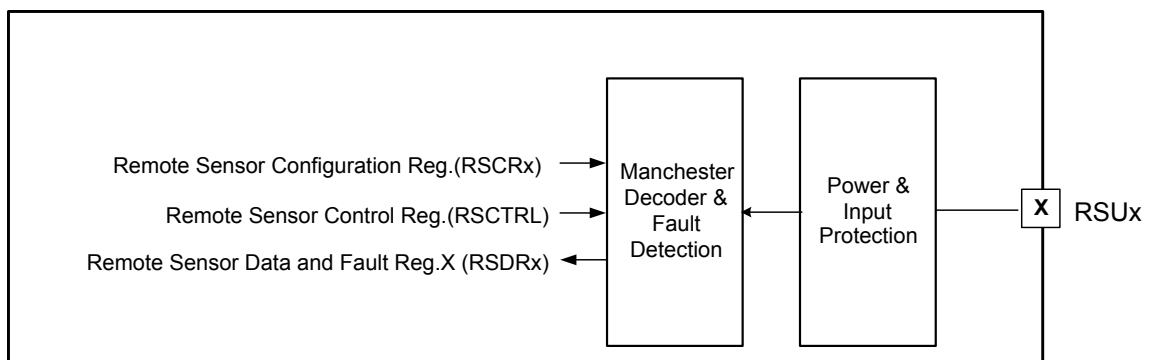 Remote Sensor Configuration Reg.(RSCRx)
Remote Sensor Control Reg.(RSCTRL)
Remote Sensor Data and Fault Reg.X (RSDRx)
Manchester
Decoder &
Fault
Detection
Power &
Input
Protection
X
RSUx